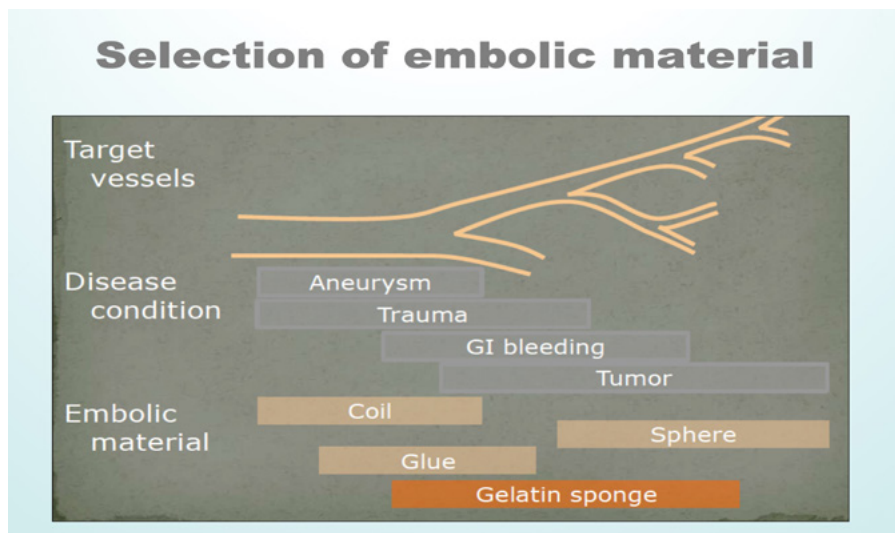 Selection of embolic material
Target
vessels
Disease
condition
Aneurysm
Trauma
GI bleeding
Tumor
Embolic
material
Coil
Sphere
Glue
Gelatin sponge